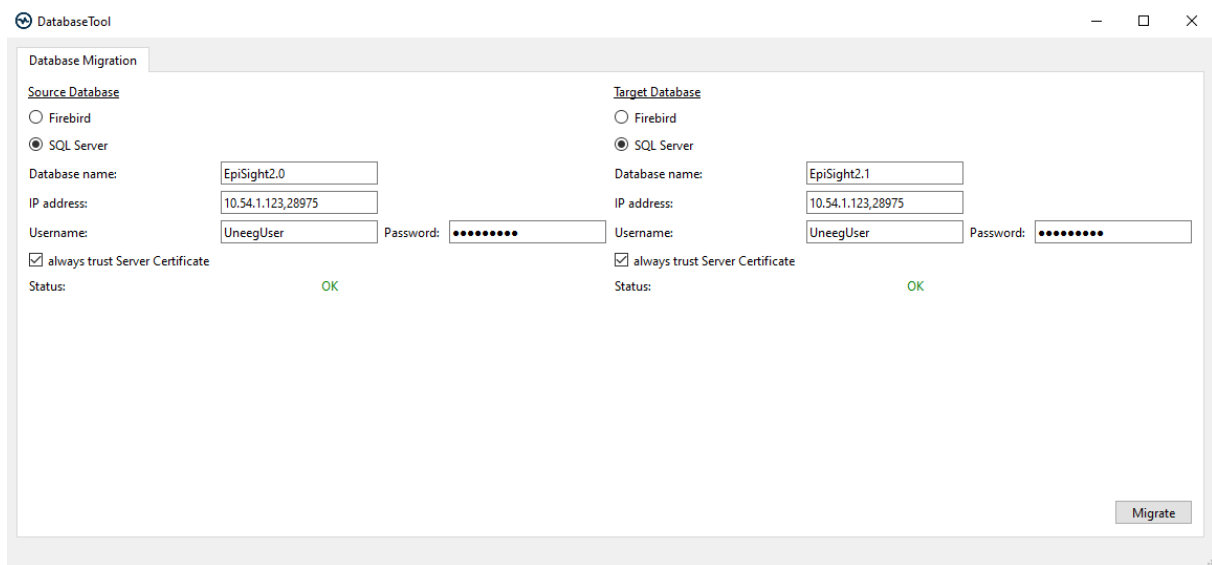 DatabaseTool
Database Migration
Source Database
Firebird
SQL Server
Database name: EpiSight2.0
IP address: 10.54.1.123,28975
Username: UneegUser Password: ●●●●●●●●●
always trust Server Certificate
Status: OK
Target Database
Firebird
SQL Server
Database name: EpiSight2.1
IP address: 10.54.1.123,28975
Username: UneegUser Password: ●●●●●●●●●
always trust Server Certificate
Status: OK
Migrate